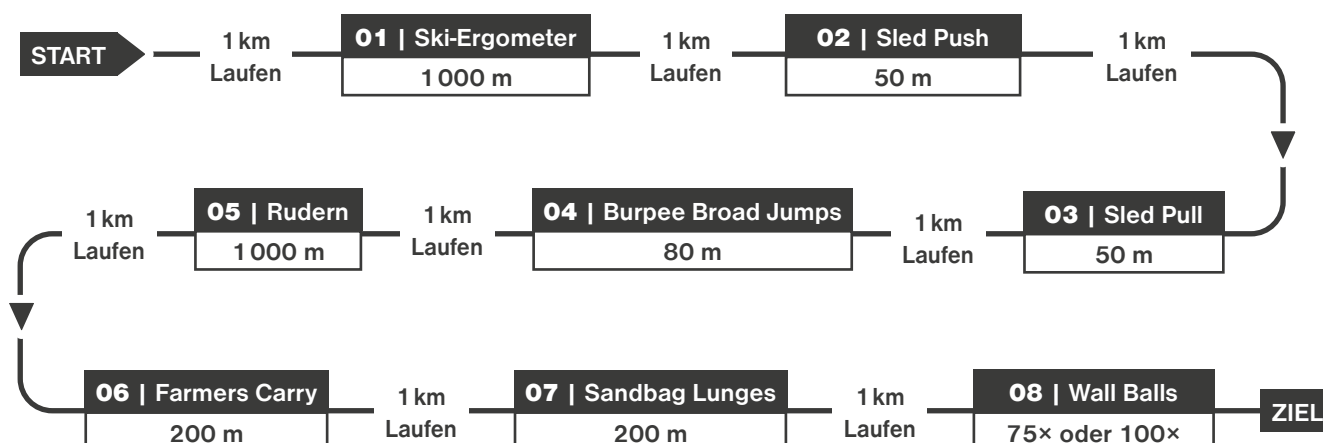 START
1 km
Laufen
01 | Ski-Ergometer
1 000 m
1 km
Laufen
02 | Sled Push
50 m
1 km
Laufen
03 | Sled Pull
50 m
1 km
Laufen
04 | Burpee Broad Jumps
80 m
1 km
Laufen
05 | Rudern
1 000 m
1 km
Laufen
06 | Farmers Carry
200 m
1 km
Laufen
07 | Sandbag Lunges
200 m
1 km
Laufen
08 | Wall Balls
75× oder 100×
ZIEL